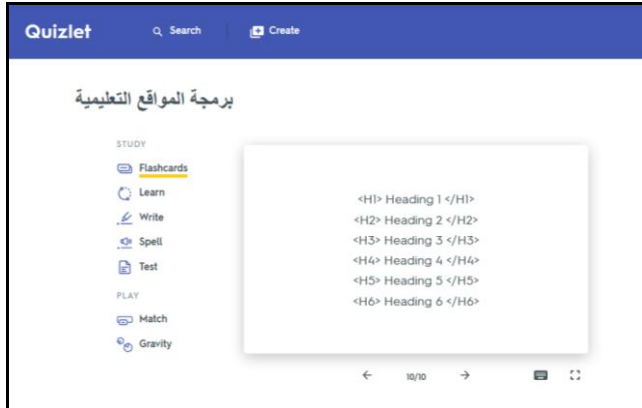 Quizlet
Search
Create
برمجة المواقع التعليمية
STUDY
Flashcards
Learn
Write
Spell
Test
PLAY
Match
Gravity
<H1> Heading 1 </H1>
<H2> Heading 2 </H2>
<H3> Heading 3 </H3>
<H4> Heading 4 </H4>
<H5> Heading 5 </H5>
<H6> Heading 6 </H6>
10/10